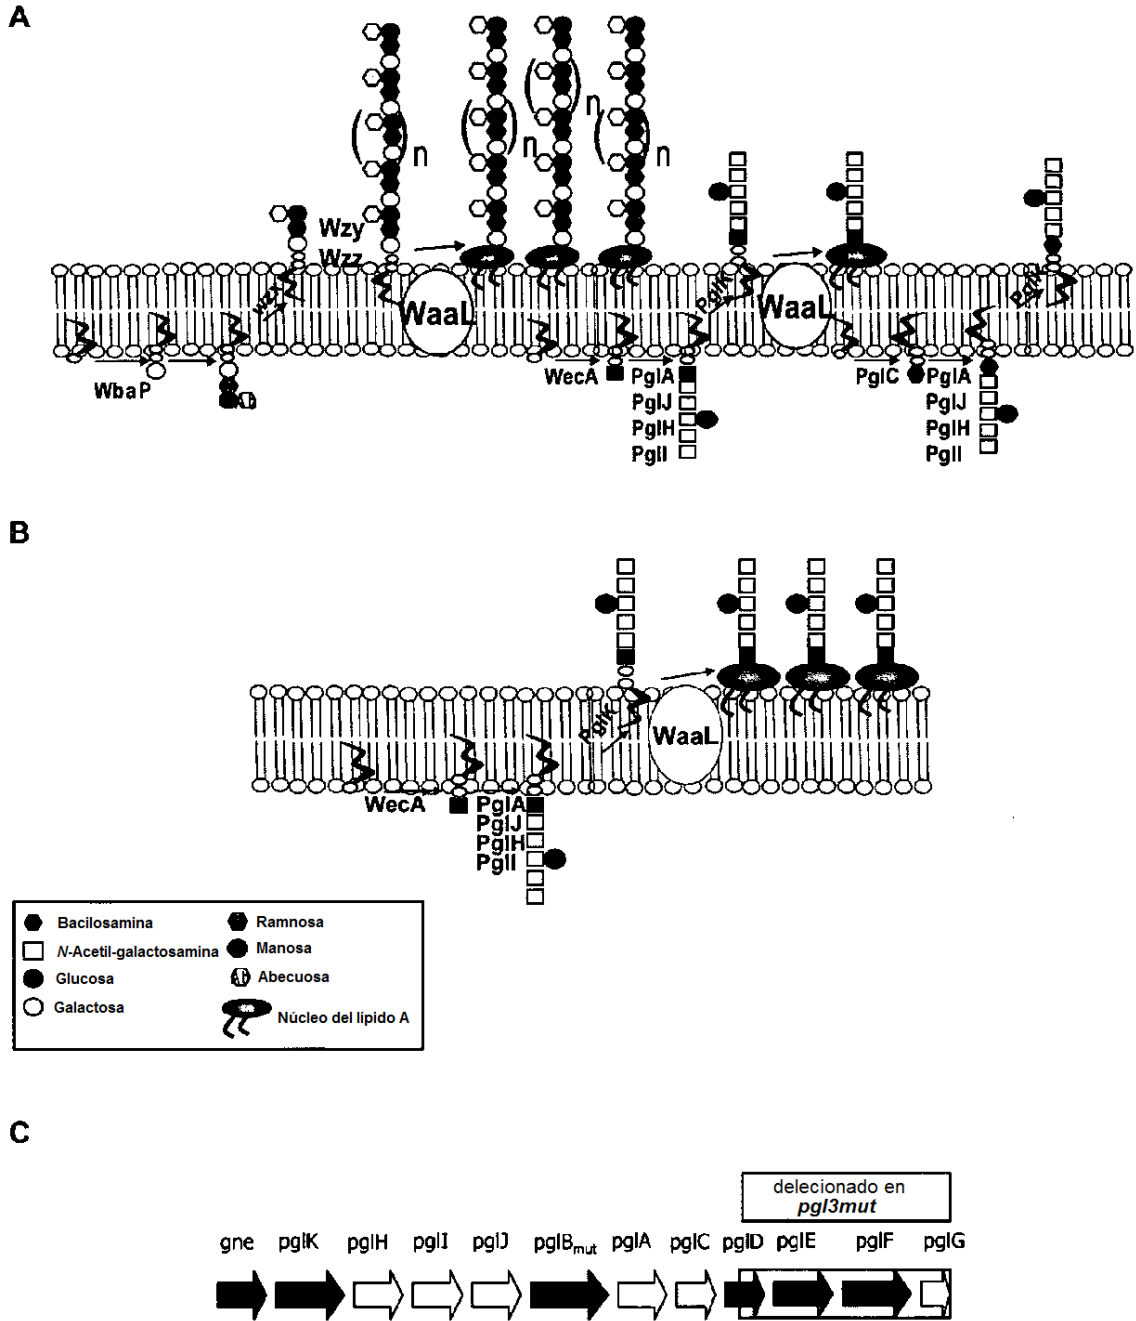 A
n
n
n
Wzy
Wzz
wzx
WaaL
PglK
WaaL
PglK
WbaP
Ab
WecA
PglA
PglJ
PglH
PglI
PglC
PglA
PglJ
PglH
PglI
B
PglK
WaaL
WecA
PglA
PglJ
PglH
PglI
Bacilosamina
Ramnosa
N-Acetil-galactosamina
Manosa
Glucosa
Ab
Abecuosa
Galactosa
Núcleo del lípido A
C
delecionado en
pgl3mut
gne pglK pglH pglI pglJ pglBmut pglA pglC pglD pglE pglF pglG